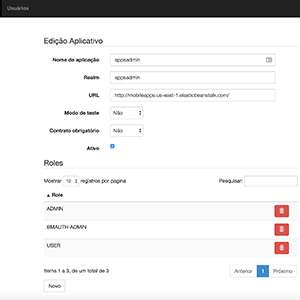 Usuários
Edição Aplicativo
Nome da aplicação appsadmin
Realm appsadmin
URL http://mobileapps.us-east-1.elasticbeanstalk.com/
Modo de teste Não
Contrato obrigatório Não
Ativo
Roles
Mostrar 10 registros por pagina Pesquisar:
Role
ADMIN
BMAUTH-ADMIN
USER
Items 1 a 3, de um total de 3 Anterior 1 Próximo
Novo